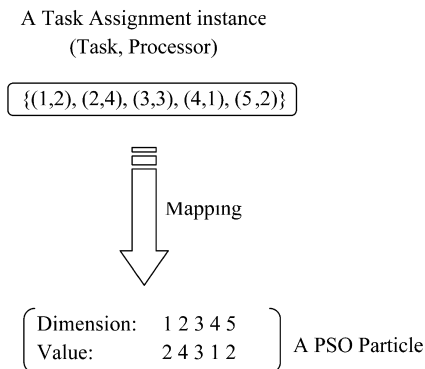 A Task Assignment instance
(Task, Processor)
{(1,2), (2,4), (3,3), (4,1), (5,2)}
Mapping
Dimension: 1 2 3 4 5
Value: 2 4 3 1 2
A PSO Particle